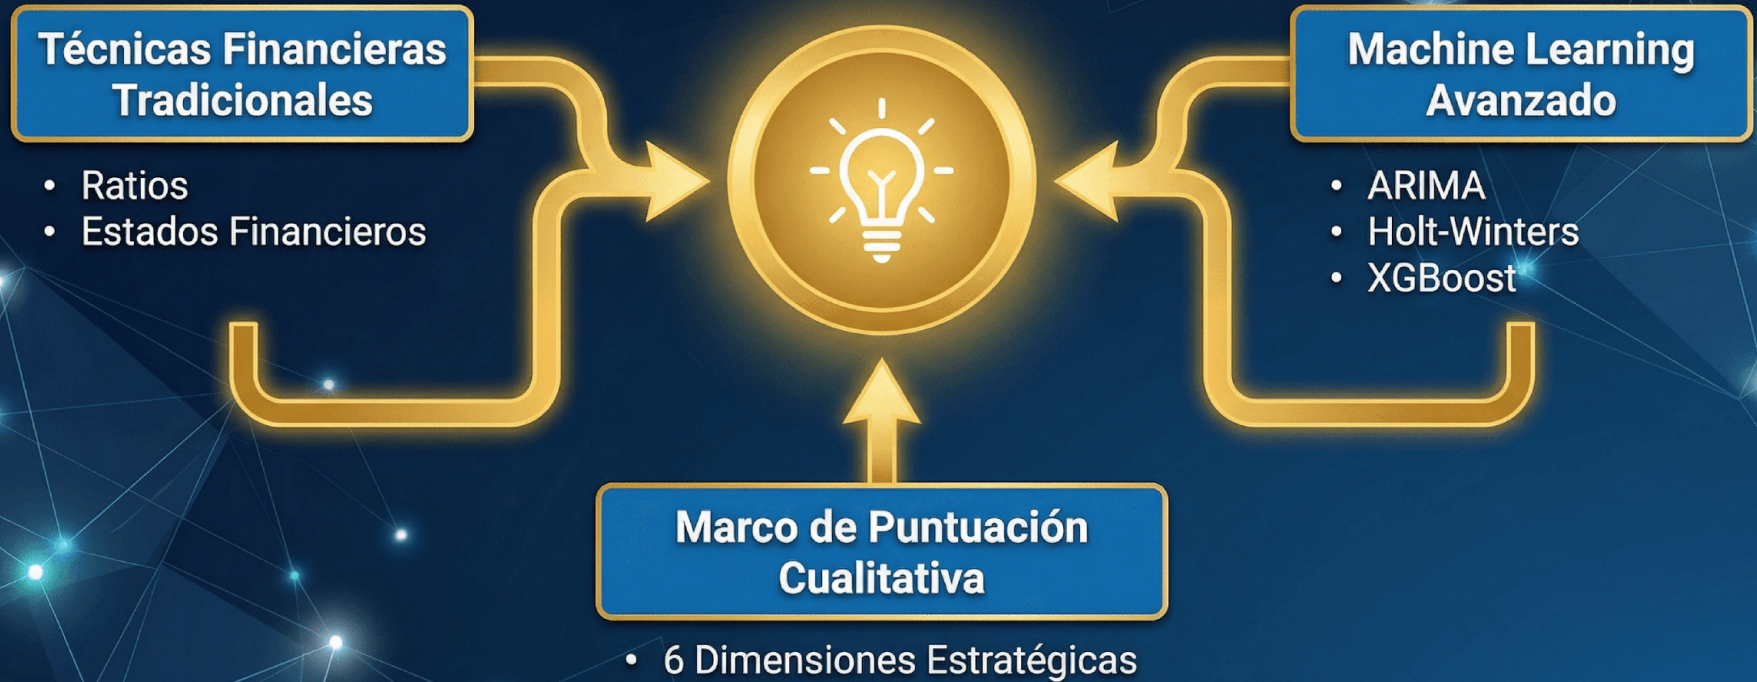 Técnicas Financieras
Tradicionales
• Ratios
• Estados Financieros
Machine Learning
Avanzado
• ARIMA
• Holt-Winters
• XGBoost
Marco de Puntuación
Cualitativa
• 6 Dimensiones Estratégicas